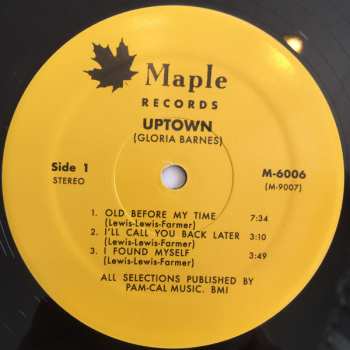 Maple
RECORDS
UPTOWN
(GLORIA BARNES)
Side 1
STEREO
M-6006
(M-9007)
1. OLD BEFORE MY TIME 7:34
(Lewis-Lewis-Farmer)
2. I'LL CALL YOU BACK LATER 3:10
(Lewis-Lewis-Farmer)
3. I FOUND MYSELF 3:49
(Lewis-Lewis-Farmer)
ALL SELECTIONS PUBLISHED BY
PAM-CAL MUSIC. BMI